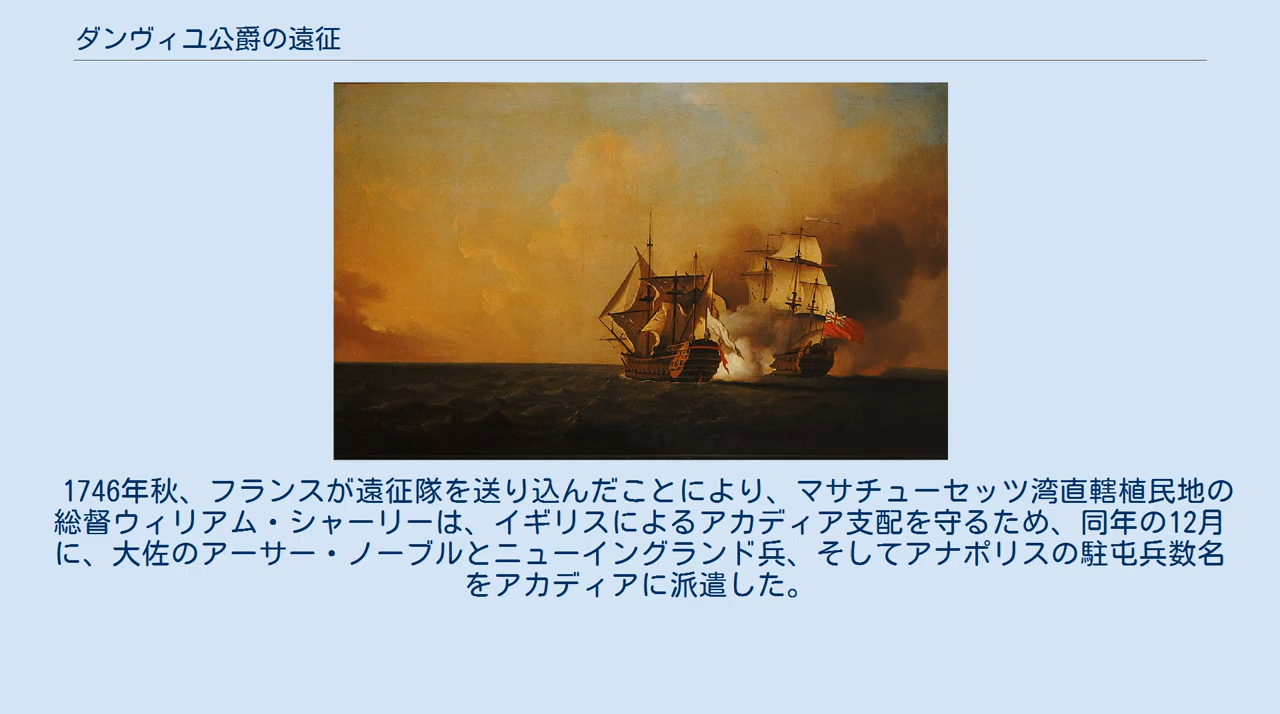 ダンヴィユ公爵の遠征
1746年秋、フランスが遠征隊を送り込んだことにより、マサチューセッツ湾直轄植民地の
総督ウィリアム・シャーリーは、イギリスによるアカディア支配を守るため、同年の12月
に、大佐のアーサー・ノーブルとニューイングランド兵、そしてアナポリスの駐屯兵数名
をアカディアに派遣した。